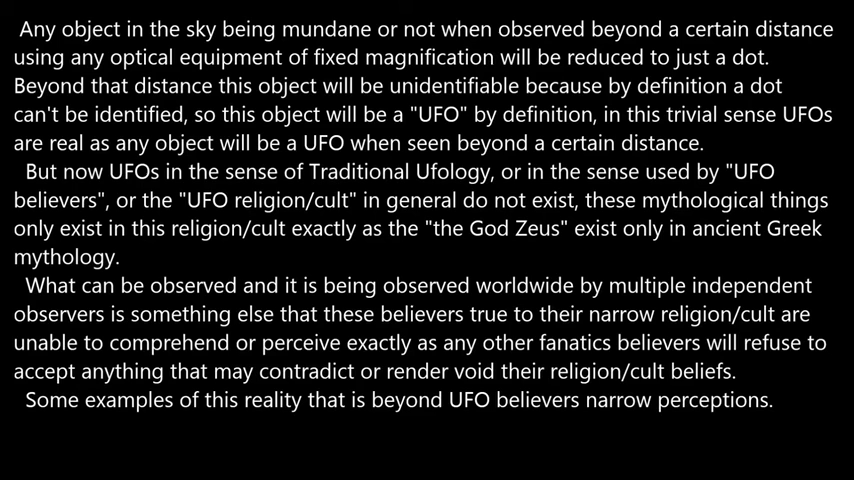 Any object in the sky being mundane or not when observed beyond a certain distance
using any optical equipment of fixed magnification will be reduced to just a dot.
Beyond that distance this object will be unidentifiable because by definition a dot
can't be identified, so this object will be a "UFO" by definition, in this trivial sense UFOs
are real as any object will be a UFO when seen beyond a certain distance.
But now UFOs in the sense of Traditional Ufology, or in the sense used by "UFO
believers", or the "UFO religion/cult" in general do not exist, these mythological things
only exist in this religion/cult exactly as the "the God Zeus" exist only in ancient Greek
mythology.
What can be observed and it is being observed worldwide by multiple independent
observers is something else that these believers true to their narrow religion/cult are
unable to comprehend or perceive exactly as any other fanatics believers will refuse to
accept anything that may contradict or render void their religion/cult beliefs.
Some examples of this reality that is beyond UFO believers narrow perceptions.